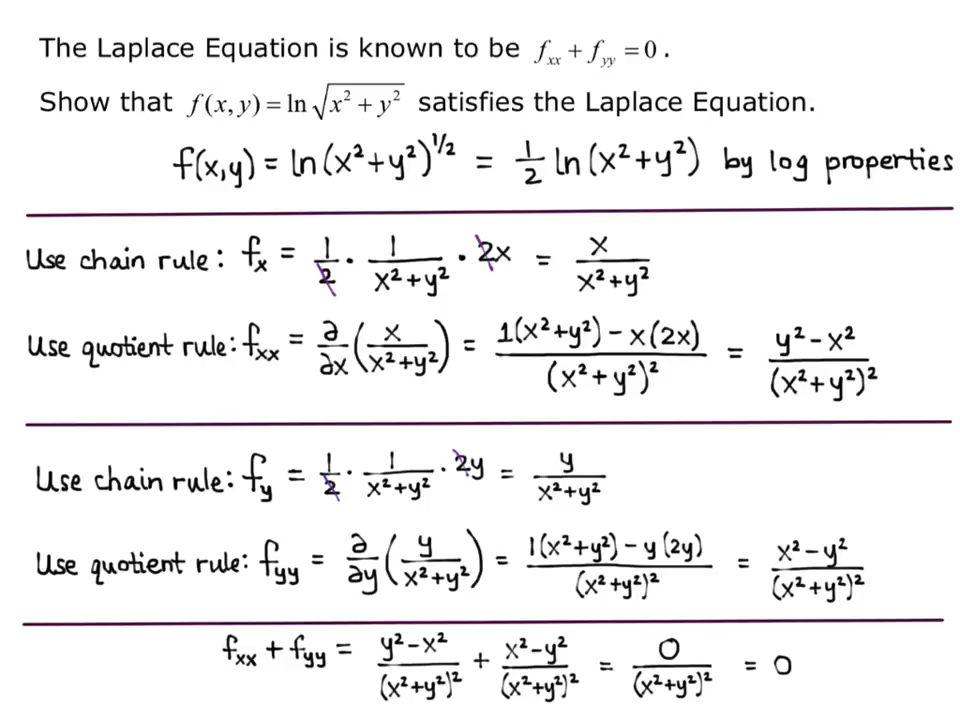 The Laplace Equation is known to be f_xx + f_yy = 0 .
Show that f(x, y) = ln √(x² + y²) satisfies the Laplace Equation.
f(x,y) = ln(x²+y²)^(1/2) = 1/2 ln(x²+y²) by log properties
Use chain rule: f_x = 1/2 · 1/(x²+y²) · 2x = x/(x²+y²)
Use quotient rule: f_xx = ∂/∂x (x/(x²+y²)) = (1(x²+y²) − x(2x))/(x²+y²)² = (y²−x²)/(x²+y²)²
Use chain rule: f_y = 1/2 · 1/(x²+y²) · 2y = y/(x²+y²)
Use quotient rule: f_yy = ∂/∂y (y/(x²+y²)) = (1(x²+y²) − y(2y))/(x²+y²)² = (x²−y²)/(x²+y²)²
f_xx + f_yy = (y²−x²)/(x²+y²)² + (x²−y²)/(x²+y²)² = 0/(x²+y²)² = 0